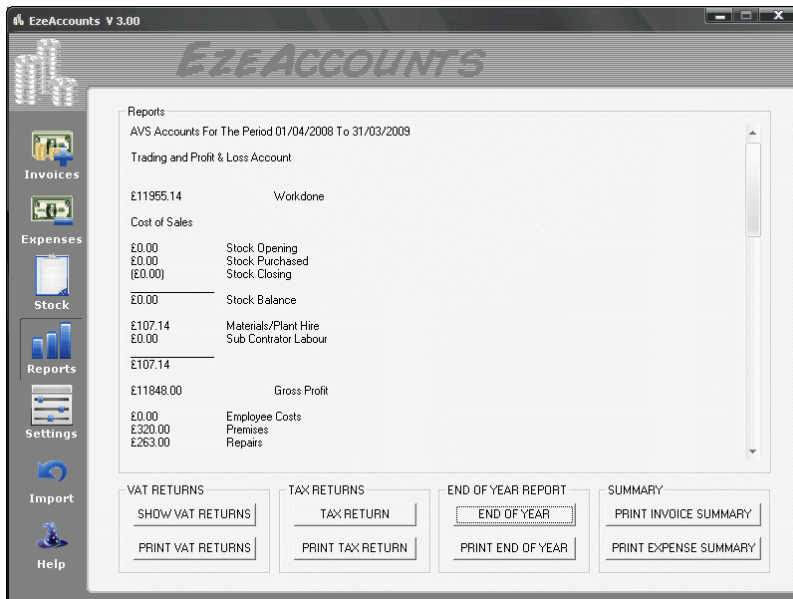 EzeAccounts V 3.00
EZEACCOUNTS
Invoices
Expenses
Stock
Reports
Settings
Import
Help
Reports
AVS Accounts For The Period 01/04/2008 To 31/03/2009
Trading and Profit & Loss Account
£11955.14 Workdone
Cost of Sales
£0.00 Stock Opening
£0.00 Stock Purchased
(£0.00) Stock Closing
£0.00 Stock Balance
£107.14 Materials/Plant Hire
£0.00 Sub Contrator Labour
£107.14
£11848.00 Gross Profit
£0.00 Employee Costs
£320.00 Premises
£263.00 Repairs
VAT RETURNS
SHOW VAT RETURNS
PRINT VAT RETURNS
TAX RETURNS
TAX RETURN
PRINT TAX RETURN
END OF YEAR REPORT
END OF YEAR
PRINT END OF YEAR
SUMMARY
PRINT INVOICE SUMMARY
PRINT EXPENSE SUMMARY